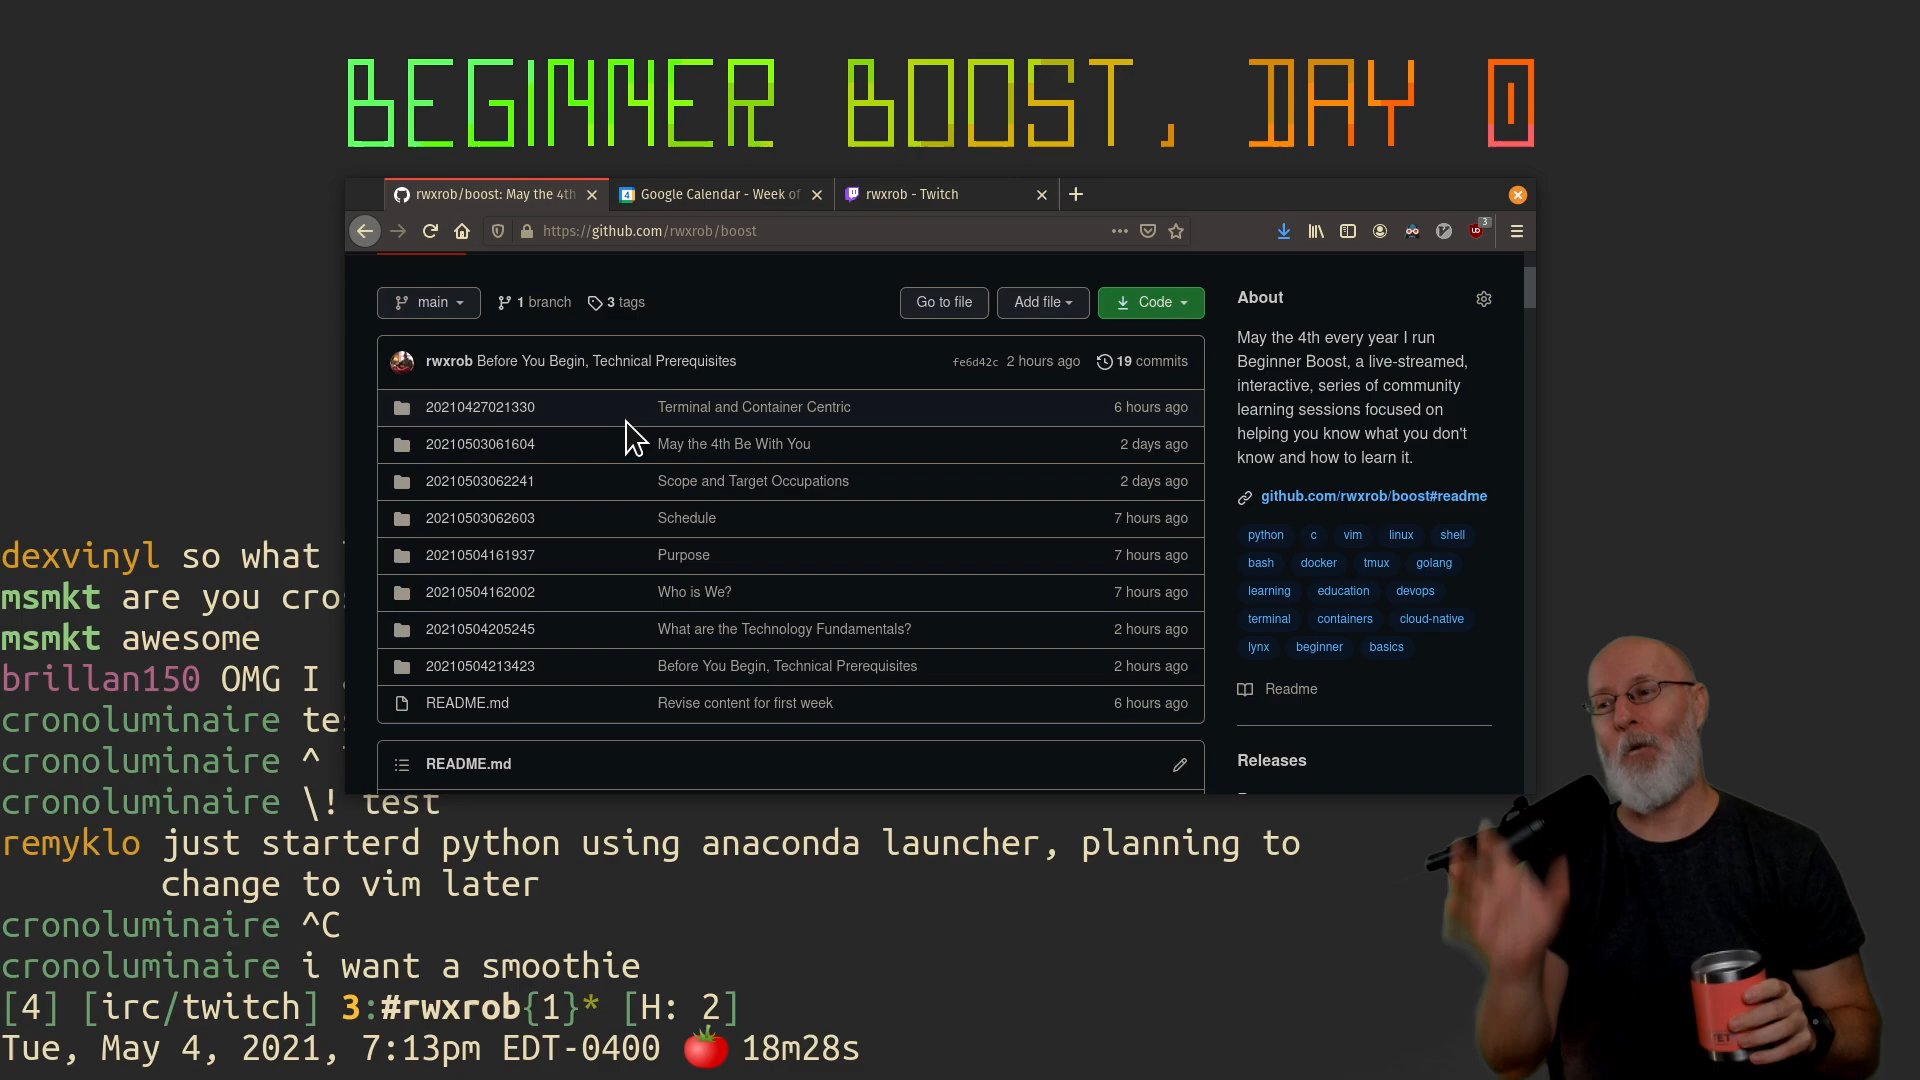 BEGINNER BOOST, DAY 0
rwxrob/boost: May the 4th
Google Calendar - Week of
rwxrob - Twitch
https://github.com/rwxrob/boost
3
main
1 branch
3 tags
Go to file
Add file
Code
rwxrob Before You Begin, Technical Prerequisites fe6d42c 2 hours ago 19 commits
20210427021330 Terminal and Container Centric 6 hours ago
20210503061604 May the 4th Be With You 2 days ago
20210503062241 Scope and Target Occupations 2 days ago
20210503062603 Schedule 7 hours ago
20210504161937 Purpose 7 hours ago
20210504162002 Who is We? 7 hours ago
20210504205245 What are the Technology Fundamentals? 2 hours ago
20210504213423 Before You Begin, Technical Prerequisites 2 hours ago
README.md Revise content for first week 6 hours ago
README.md
About
May the 4th every year I run
Beginner Boost, a live-streamed,
interactive, series of community
learning sessions focused on
helping you know what you don't
know and how to learn it.
github.com/rwxrob/boost#readme
python c vim linux shell
bash docker tmux golang
learning education devops
terminal containers cloud-native
lynx beginner basics
Readme
Releases
dexvinyl so what
msmkt are you cro
msmkt awesome
brillan150 OMG I
cronoluminaire te
cronoluminaire ^
cronoluminaire \! test
remyklo just starterd python using anaconda launcher, planning to
change to vim later
cronoluminaire ^C
cronoluminaire i want a smoothie
[4] [irc/twitch] 3:#rwxrob{1}* [H: 2]
Tue, May 4, 2021, 7:13pm EDT-0400 🍅 18m28s